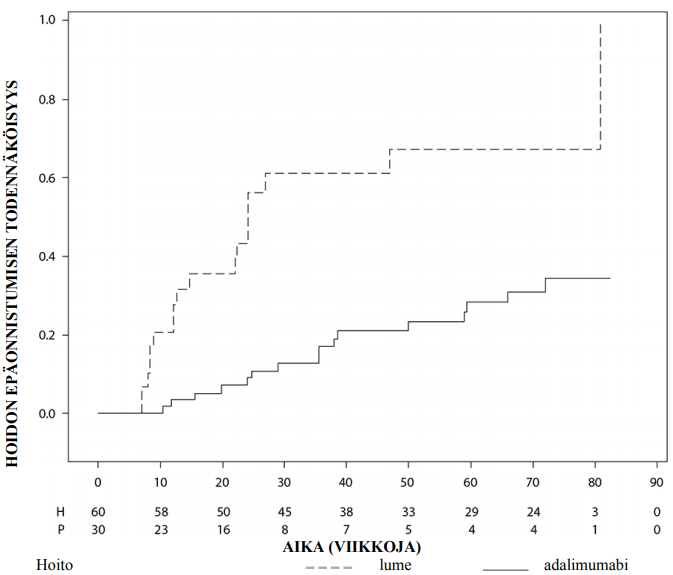 HOIDON EPÄONNISTUMISEN TODENNÄKÖISYYS
1.0
0.8
0.6
0.4
0.2
0.0
0 10 20 30 40 50 60 70 80 90
H 60 58 50 45 38 33 29 24 3 0
P 30 23 16 8 7 5 4 4 1 0
AIKA (VIIKKOJA)
Hoito lume adalimumabi